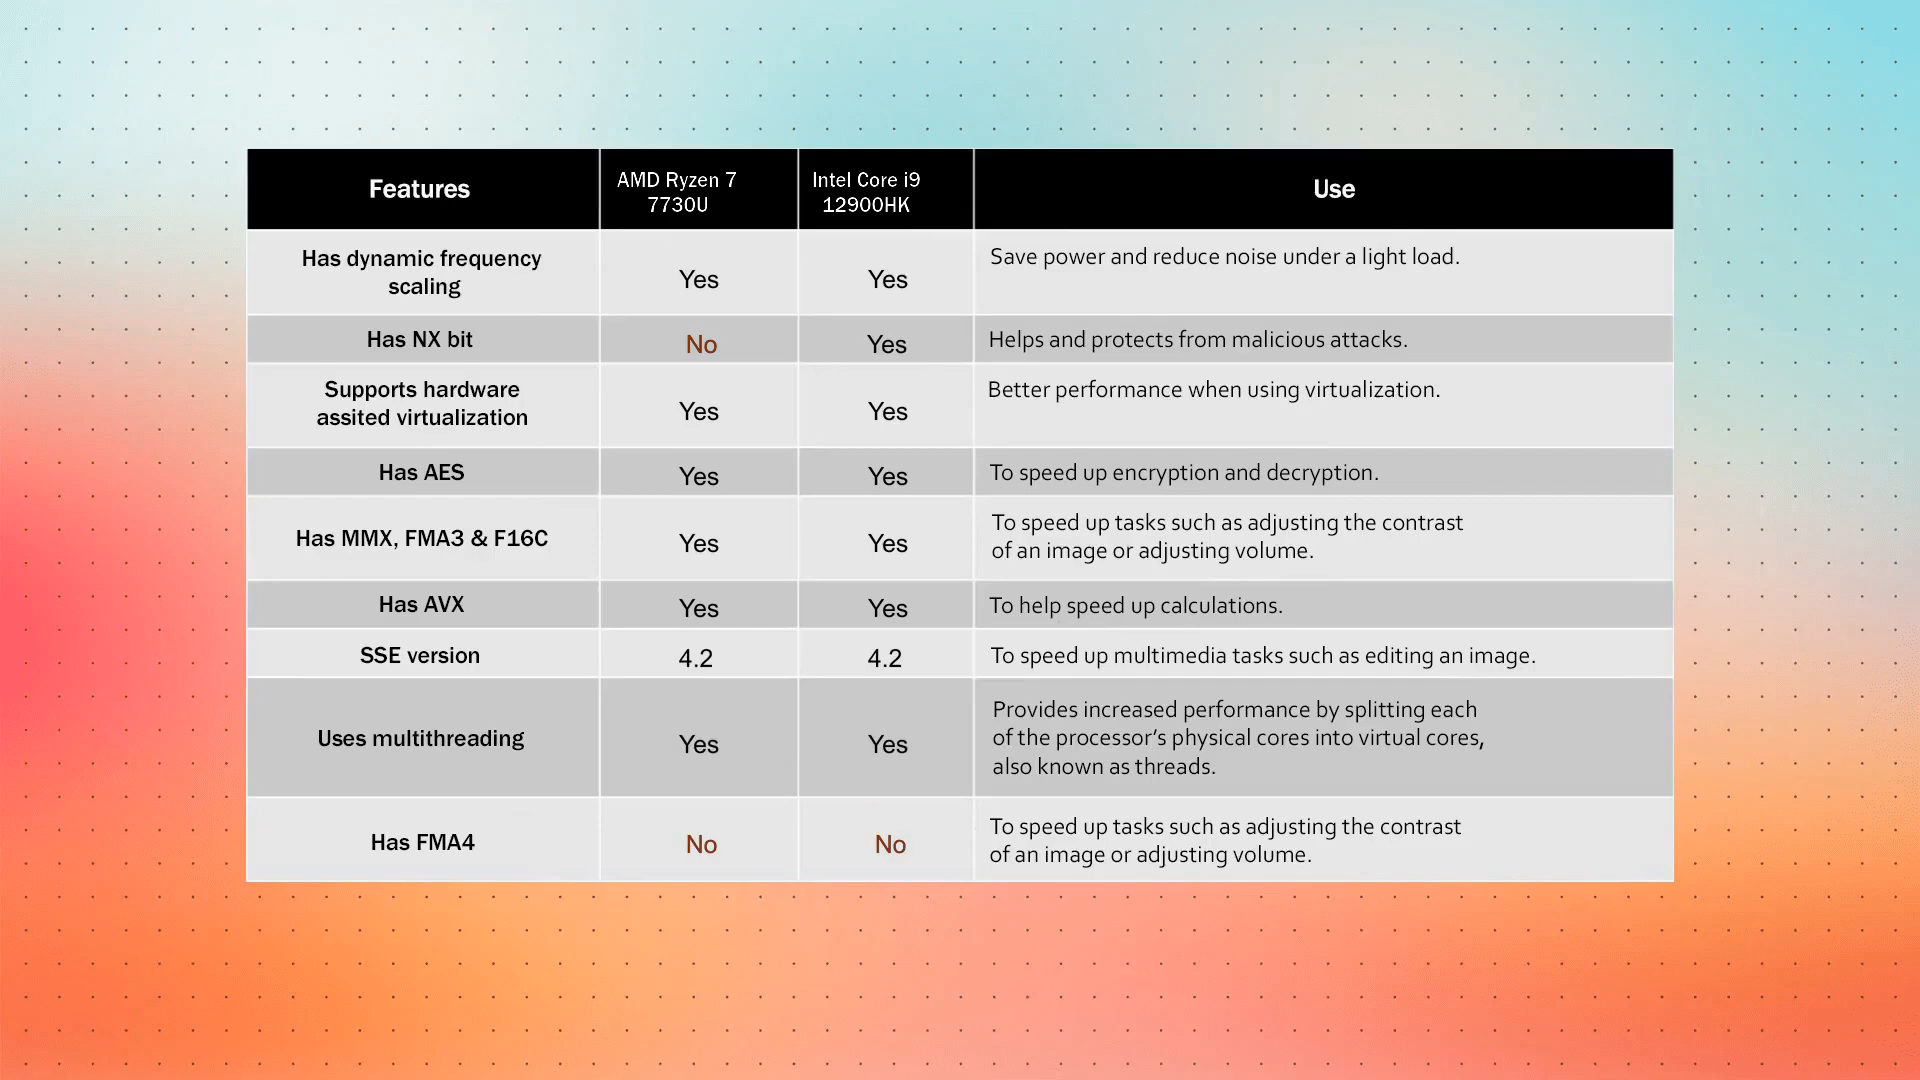 Features
AMD Ryzen 7
7730U
Intel Core i9
12900HK
Use
Has dynamic frequency
scaling
Yes
Yes
Save power and reduce noise under a light load.
Has NX bit
No
Yes
Helps and protects from malicious attacks.
Supports hardware
assited virtualization
Yes
Yes
Better performance when using virtualization.
Has AES
Yes
Yes
To speed up encryption and decryption.
Has MMX, FMA3 & F16C
Yes
Yes
To speed up tasks such as adjusting the contrast
of an image or adjusting volume.
Has AVX
Yes
Yes
To help speed up calculations.
SSE version
4.2
4.2
To speed up multimedia tasks such as editing an image.
Uses multithreading
Yes
Yes
Provides increased performance by splitting each
of the processor’s physical cores into virtual cores,
also known as threads.
Has FMA4
No
No
To speed up tasks such as adjusting the contrast
of an image or adjusting volume.